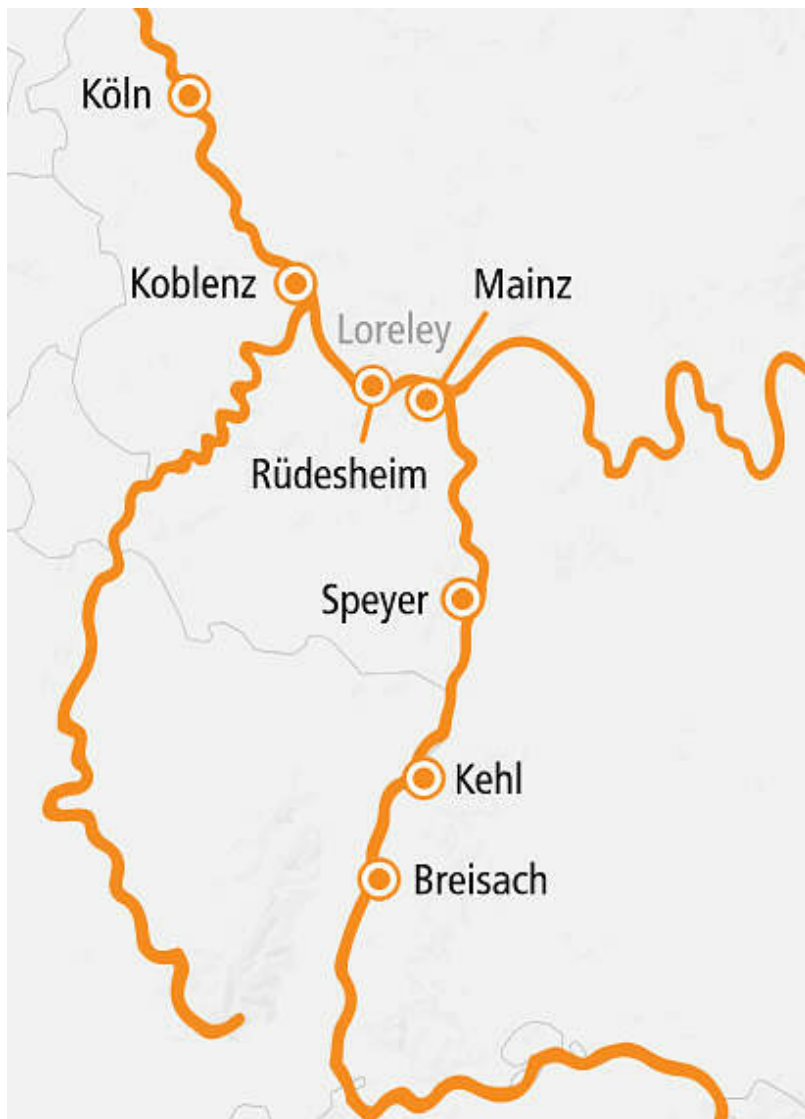 Köln
Koblenz
Mainz
Loreley
Rüdesheim
Speyer
Kehl
Breisach